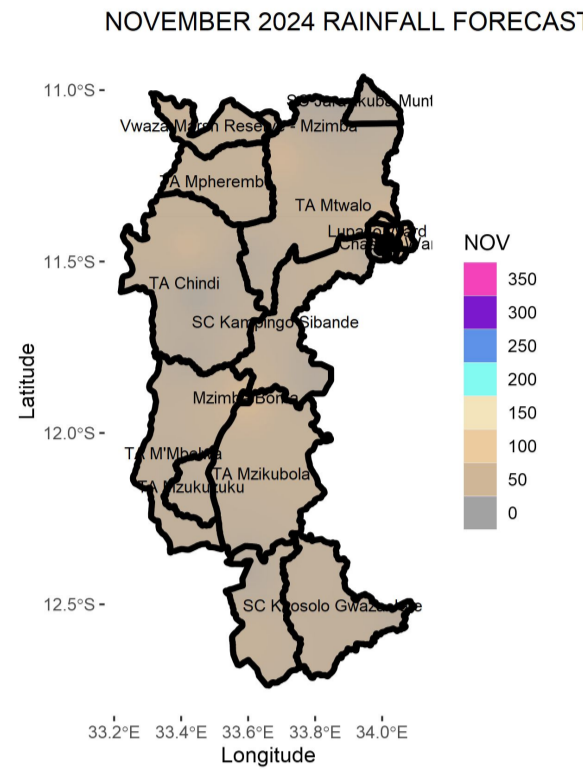 NOVEMBER 2024 RAINFALL FORECAST
11.0°S
11.5°S
12.0°S
12.5°S
Latitude
Vwaza Marsh Reserve - Mzimba
TA Mpherembe
TA Mtwalo
TA Chindi
SC Kampingo Sibande
Mzimba Boma
TA M'Mbelwa
TA Mzikubola
TA Mzukuzuku
SC Khosolo Gwaza
33.2°E 33.4°E 33.6°E 33.8°E 34.0°E
Longitude
NOV
350
300
250
200
150
100
50
0